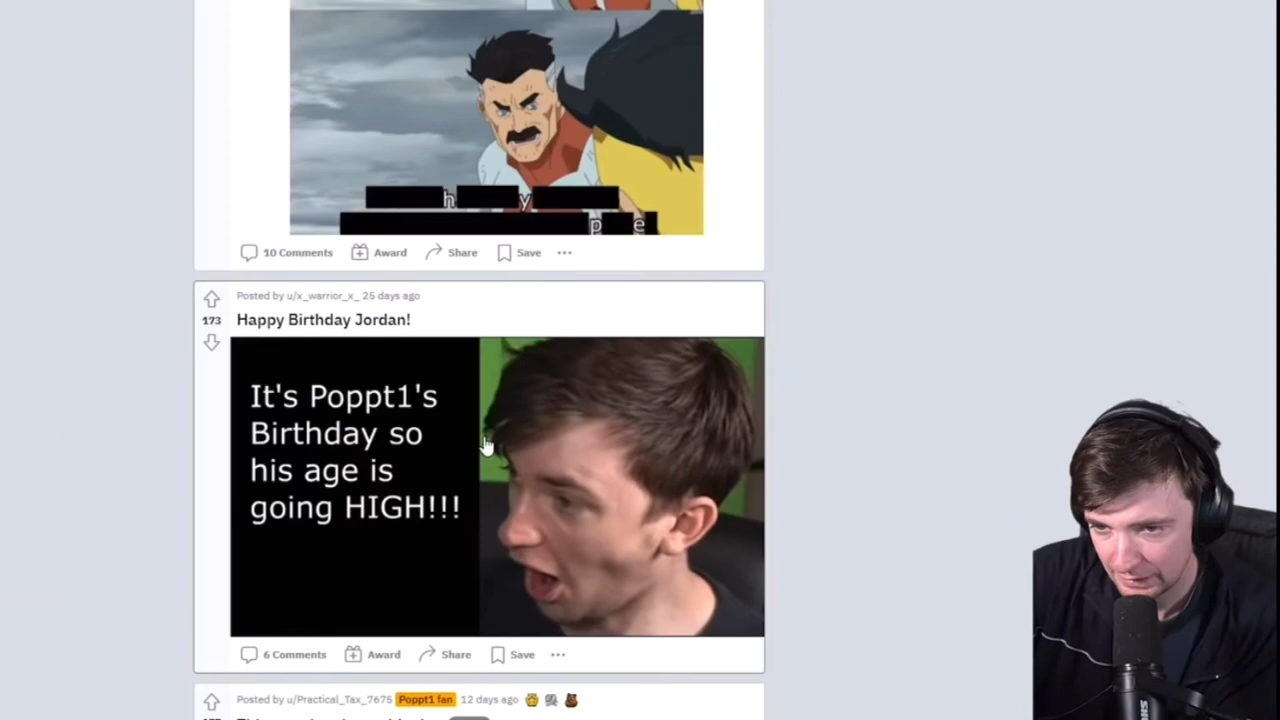 h y
p e
10 Comments Award Share Save
Posted by u/x_warrior_x_ 25 days ago
173
Happy Birthday Jordan!
It's Poppt1's
Birthday so
his age is
going HIGH!!!
6 Comments Award Share Save
Posted by u/Practical_Tax_7675 Poppt1 fan 12 days ago